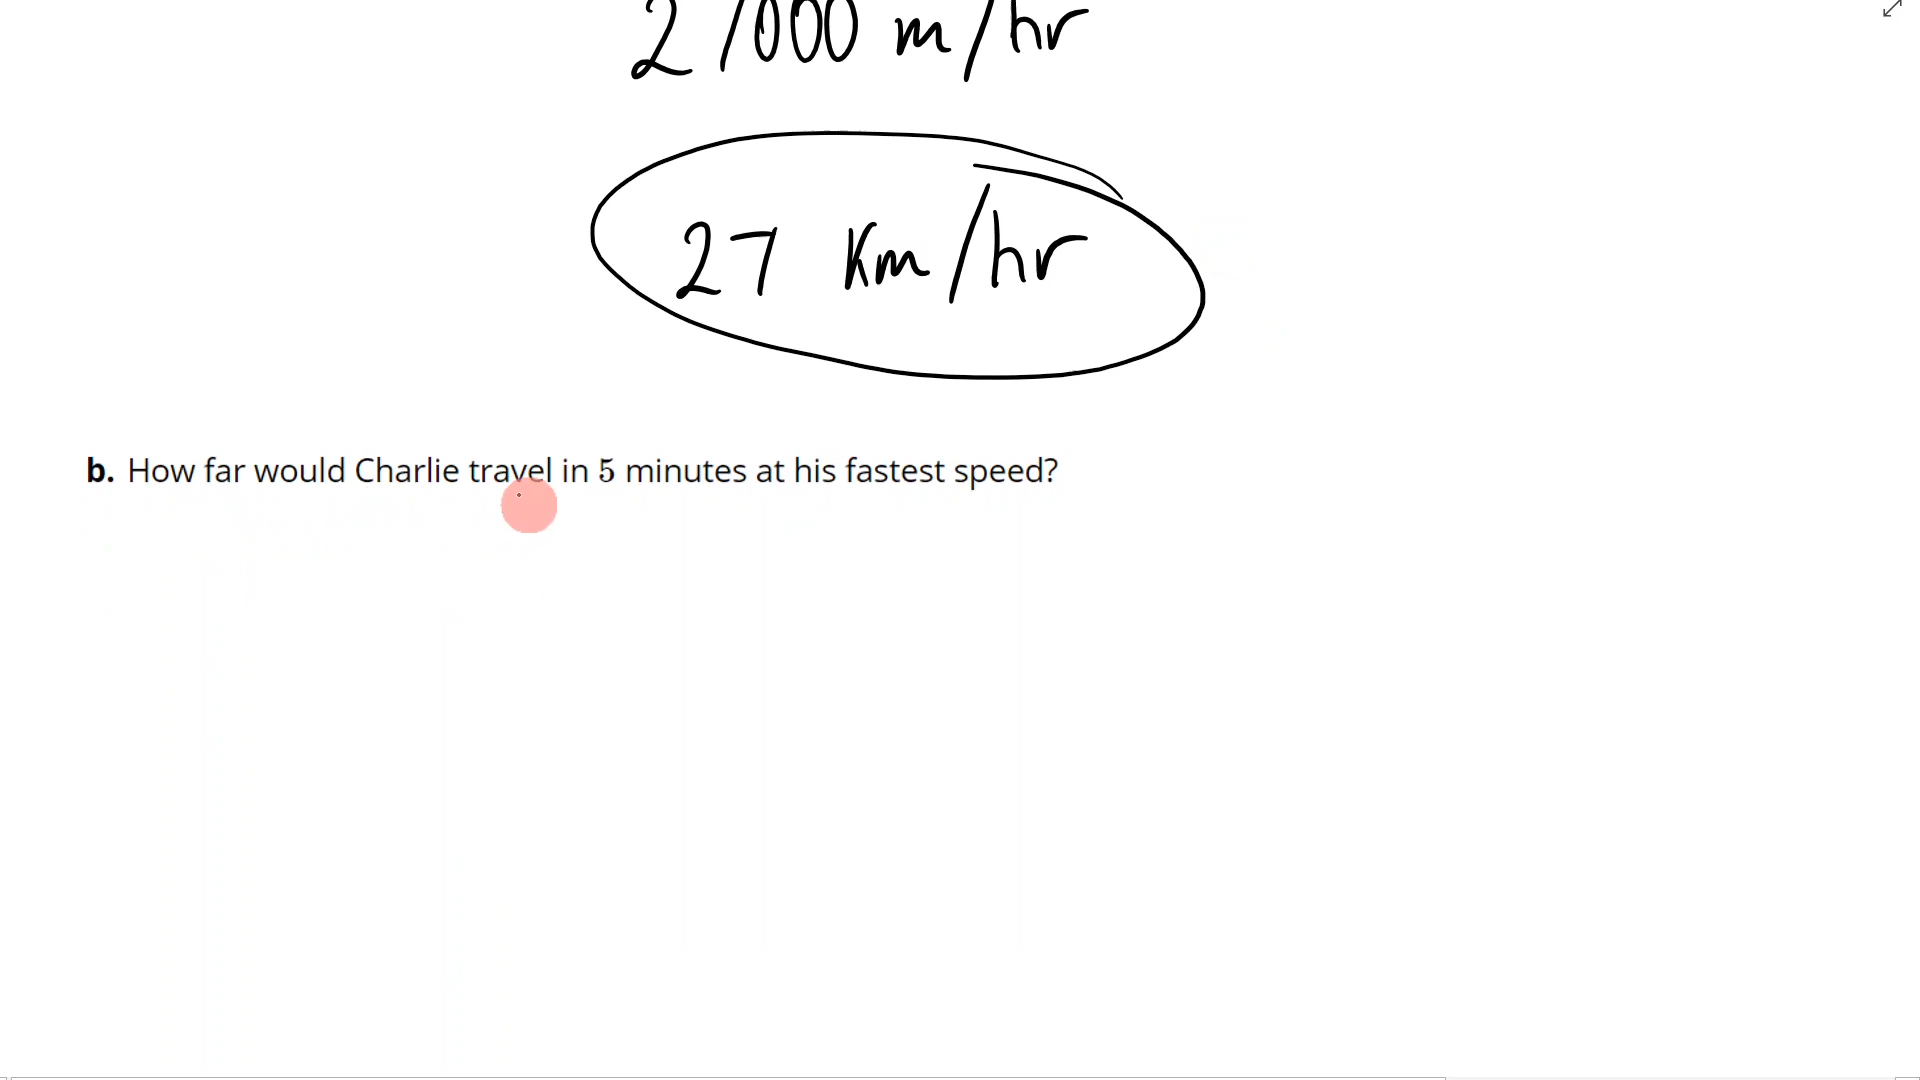 27000 m/hr
27 Km/hr
b. How far would Charlie travel in 5 minutes at his fastest speed?